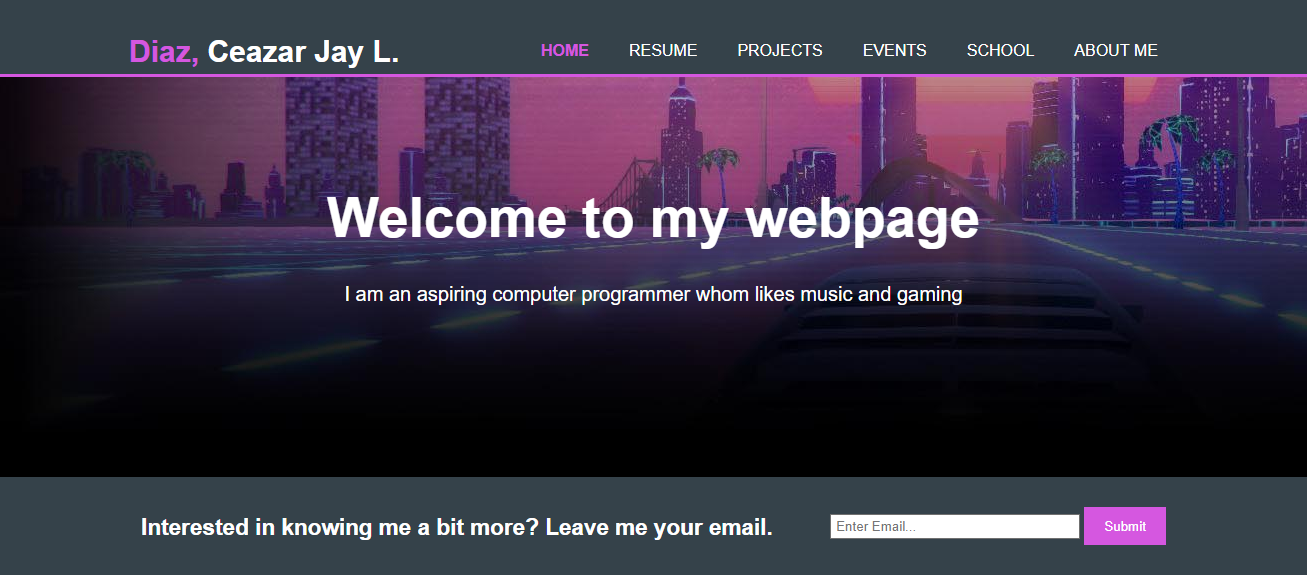 Diaz, Ceazar Jay L.
HOME RESUME PROJECTS EVENTS SCHOOL ABOUT ME
Welcome to my webpage
I am an aspiring computer programmer whom likes music and gaming
Interested in knowing me a bit more? Leave me your email.
Enter Email... Submit